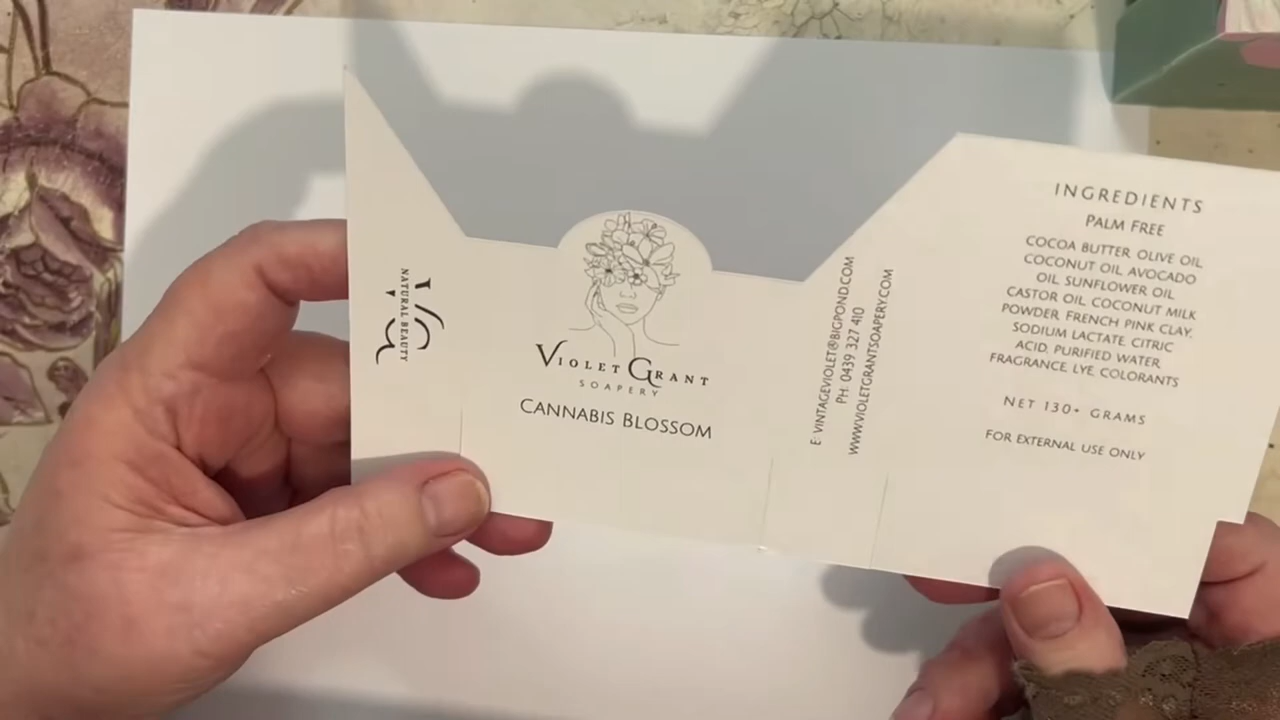 VG
NATURAL BEAUTY
VIOLET GRANT
SOAPERY
CANNABIS BLOSSOM
E: VINTAGEVIOLET@BIGPOND.COM
PH: 0439 327 410
WWW.VIOLETGRANTSOAPERY.COM
INGREDIENTS
PALM FREE
COCOA BUTTER, OLIVE OIL,
COCONUT OIL, AVOCADO
OIL, SUNFLOWER OIL,
CASTOR OIL, COCONUT MILK
POWDER, FRENCH PINK CLAY,
SODIUM LACTATE, CITRIC
ACID, PURIFIED WATER,
FRAGRANCE, LYE, COLORANTS
NET 130+ GRAMS
FOR EXTERNAL USE ONLY